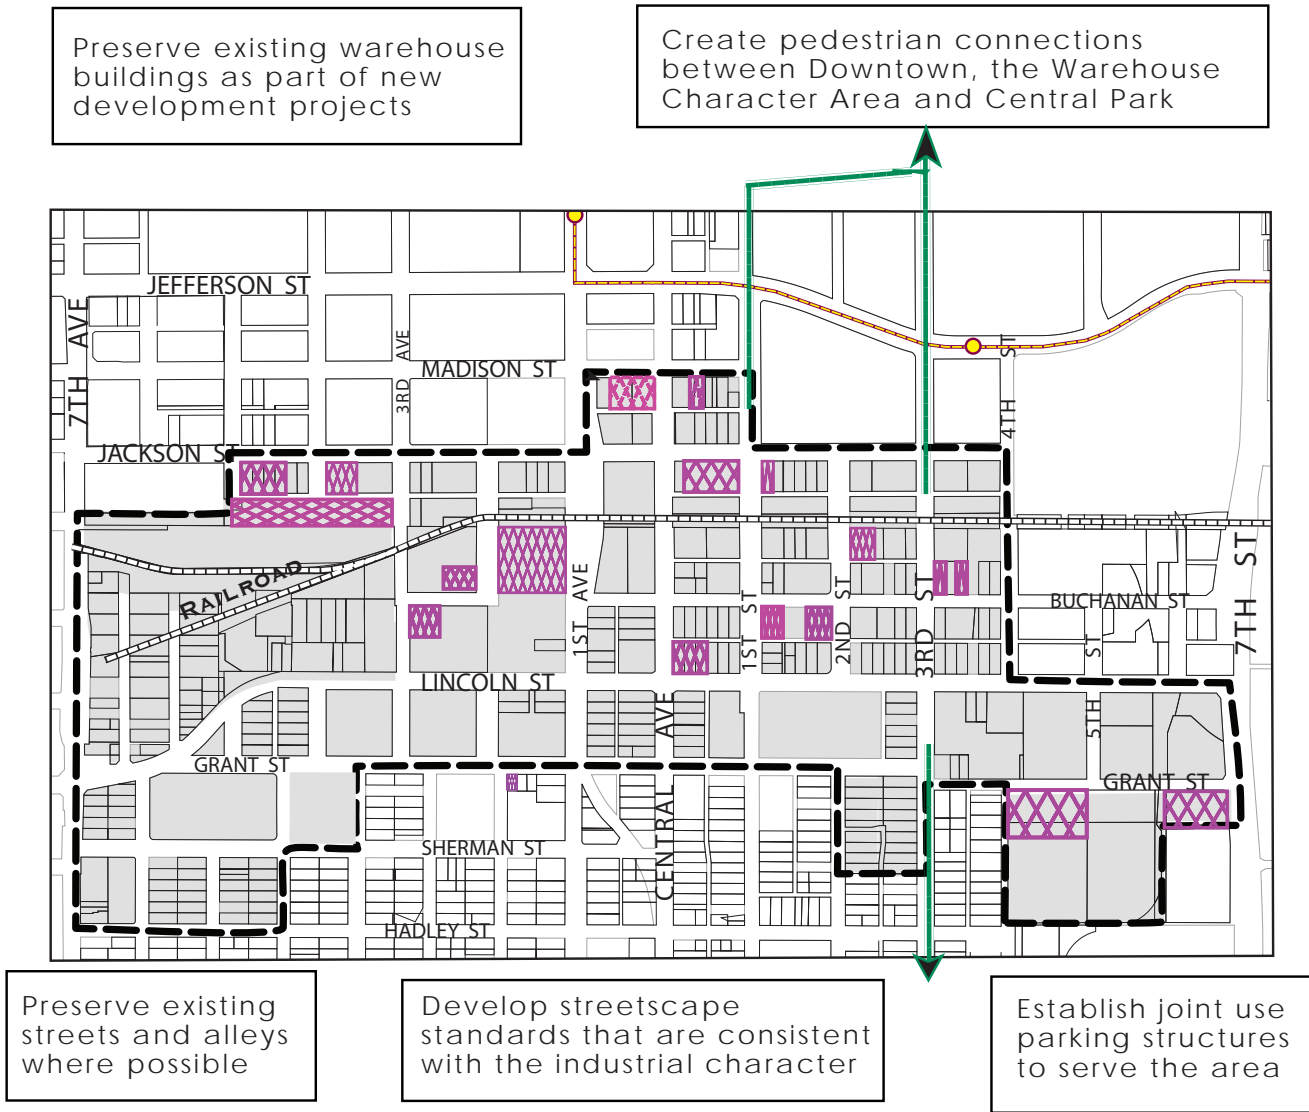 Preserve existing warehouse
buildings as part of new
development projects
Create pedestrian connections
between Downtown, the Warehouse
Character Area and Central Park
JEFFERSON ST
7TH AVE
3RD AVE
MADISON ST
4TH ST
JACKSON ST
RAILROAD
1ST AVE
1ST ST
2ND ST
3RD ST
BUCHANAN ST
7TH ST
LINCOLN ST
5TH ST
GRANT ST
GRANT ST
CENTRAL AVE
SHERMAN ST
HADLEY ST
Preserve existing
streets and alleys
where possible
Develop streetscape
standards that are consistent
with the industrial character
Establish joint use
parking structures
to serve the area